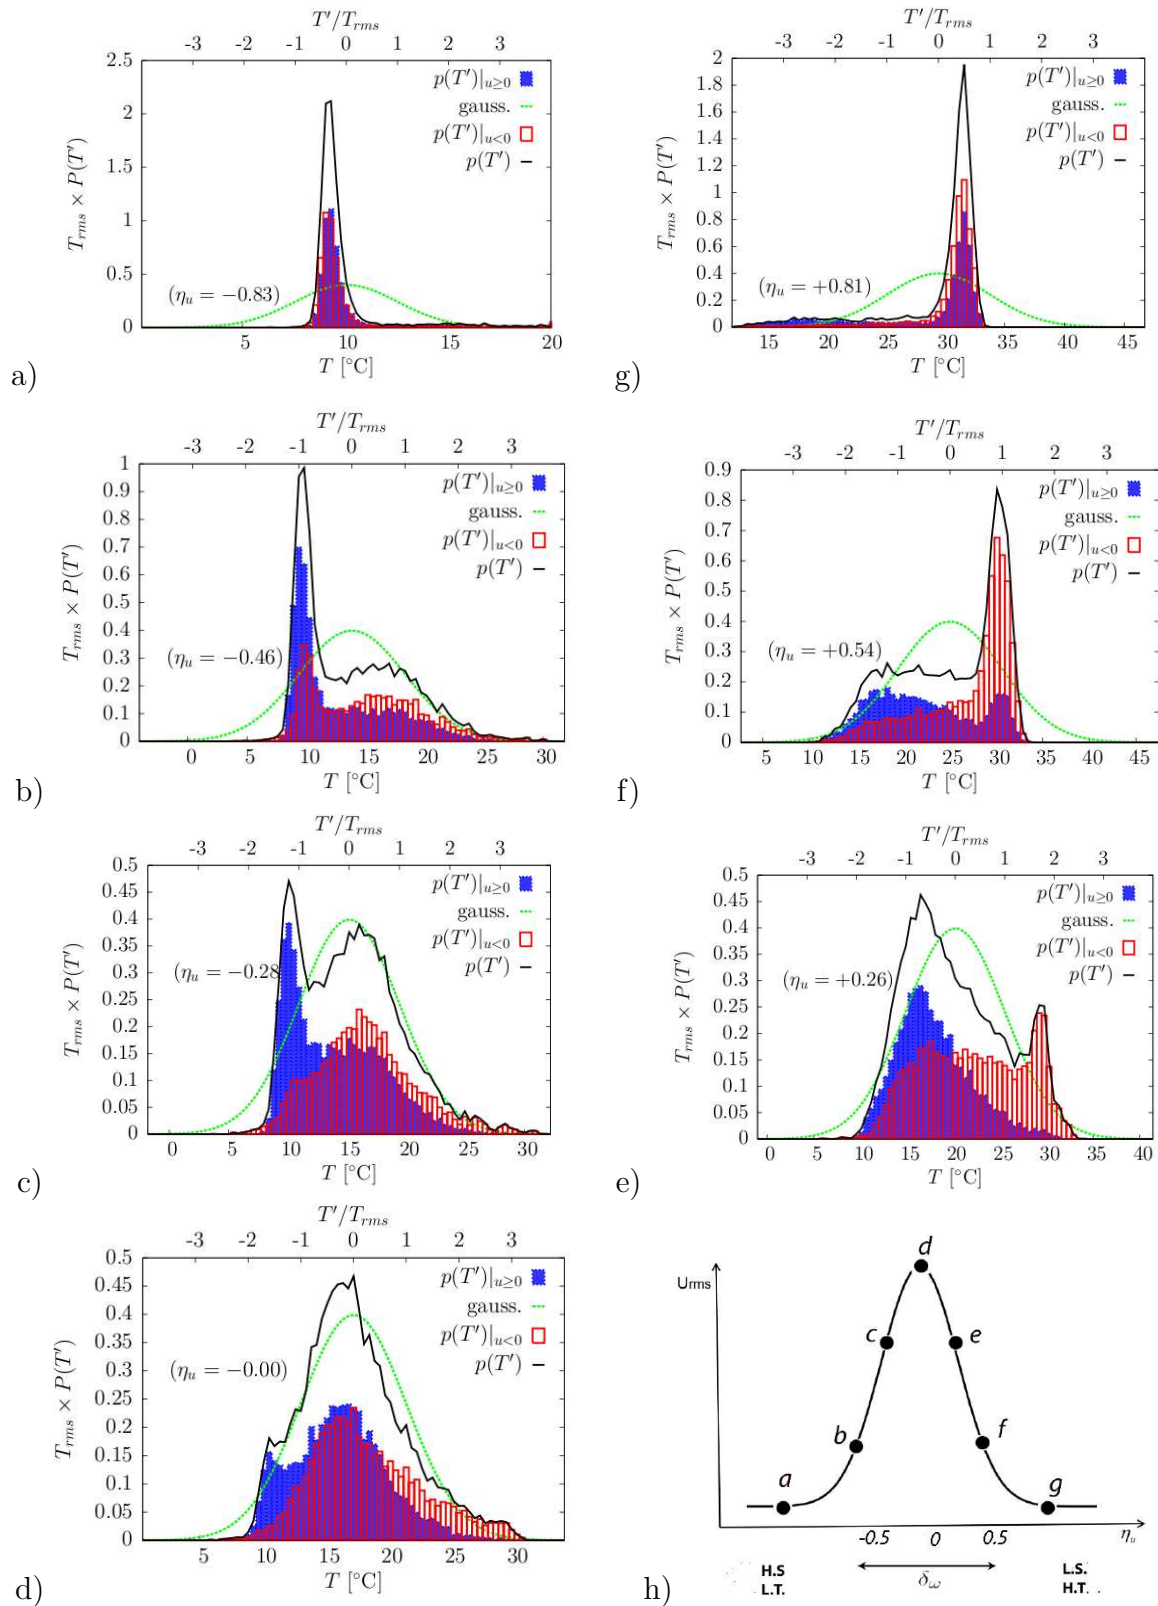 T′/Trms
-3 -2 -1 0 1 2 3
2.5
2
1.5
1
0.5
0
Trms × P(T′)
p(T′)|u≥0
gauss.
p(T′)|u<0
p(T′)
(ηu = −0.83)
5 10 15 20
T [°C]
a)
T′/Trms
-3 -2 -1 0 1 2 3
2
1.8
1.6
1.4
1.2
1
0.8
0.6
0.4
0.2
0
Trms × P(T′)
p(T′)|u≥0
gauss.
p(T′)|u<0
p(T′)
(ηu = +0.81)
15 20 25 30 35 40 45
T [°C]
g)
T′/Trms
-3 -2 -1 0 1 2 3
1
0.9
0.8
0.7
0.6
0.5
0.4
0.3
0.2
0.1
0
Trms × P(T′)
p(T′)|u≥0
gauss.
p(T′)|u<0
p(T′)
(ηu = −0.46)
0 5 10 15 20 25 30
T [°C]
b)
T′/Trms
-3 -2 -1 0 1 2 3
0.9
0.8
0.7
0.6
0.5
0.4
0.3
0.2
0.1
0
Trms × P(T′)
p(T′)|u≥0
gauss.
p(T′)|u<0
p(T′)
(ηu = +0.54)
5 10 15 20 25 30 35 40 45
T [°C]
f)
T′/Trms
-3 -2 -1 0 1 2 3
0.5
0.45
0.4
0.35
0.3
0.25
0.2
0.15
0.1
0.05
0
Trms × P(T′)
p(T′)|u≥0
gauss.
p(T′)|u<0
p(T′)
(ηu = −0.28
0 5 10 15 20 25 30
T [°C]
c)
T′/Trms
-3 -2 -1 0 1 2 3
0.5
0.45
0.4
0.35
0.3
0.25
0.2
0.15
0.1
0.05
0
Trms × P(T′)
p(T′)|u≥0
gauss.
p(T′)|u<0
p(T′)
(ηu = +0.26)
0 5 10 15 20 25 30 35 40
T [°C]
e)
T′/Trms
-3 -2 -1 0 1 2 3
0.5
0.45
0.4
0.35
0.3
0.25
0.2
0.15
0.1
0.05
0
Trms × P(T′)
p(T′)|u≥0
gauss.
p(T′)|u<0
p(T′)
(ηu = −0.00)
5 10 15 20 25 30
T [°C]
d)
Urms
d
c e
b f
a g
-0.5 0 0.5 ηu
H.S L.S.
L.T. δω H.T.
h)